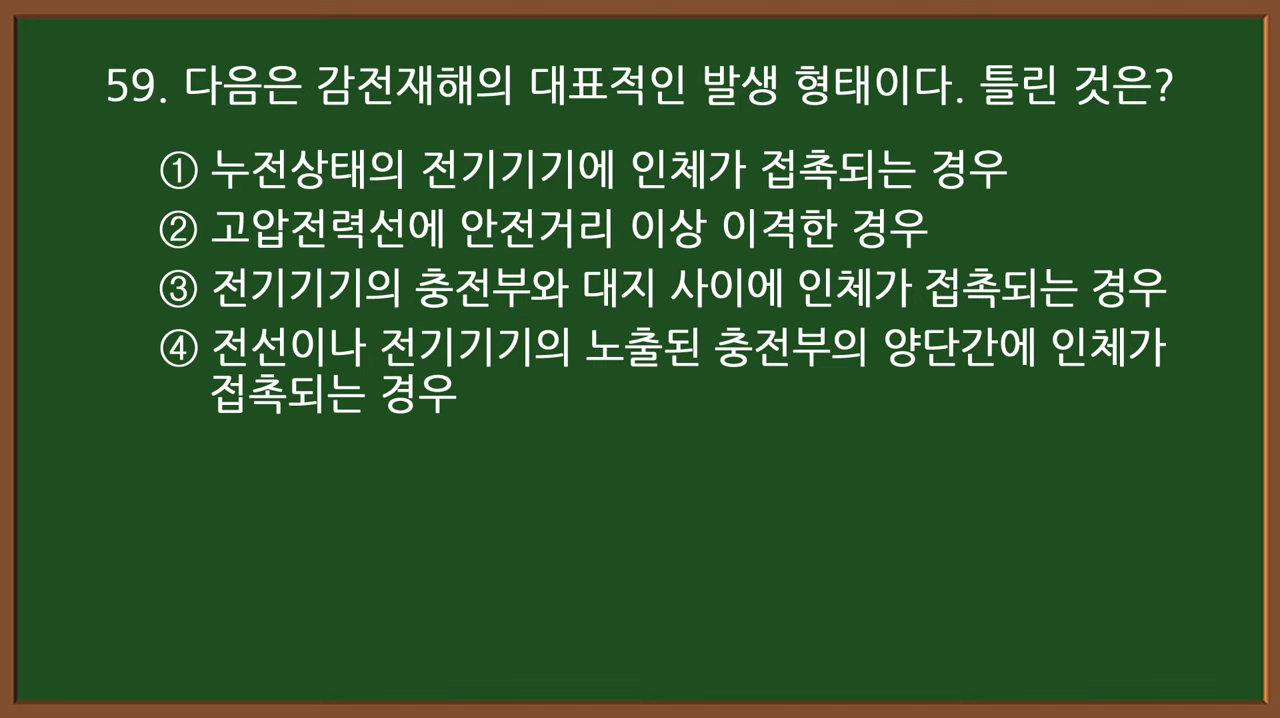 59. 다음은 감전재해의 대표적인 발생 형태이다. 틀린 것은?
① 누전상태의 전기기기에 인체가 접촉되는 경우
② 고압전력선에 안전거리 이상 이격한 경우
③ 전기기기의 충전부와 대지 사이에 인체가 접촉되는 경우
④ 전선이나 전기기기의 노출된 충전부의 양단간에 인체가
접촉되는 경우